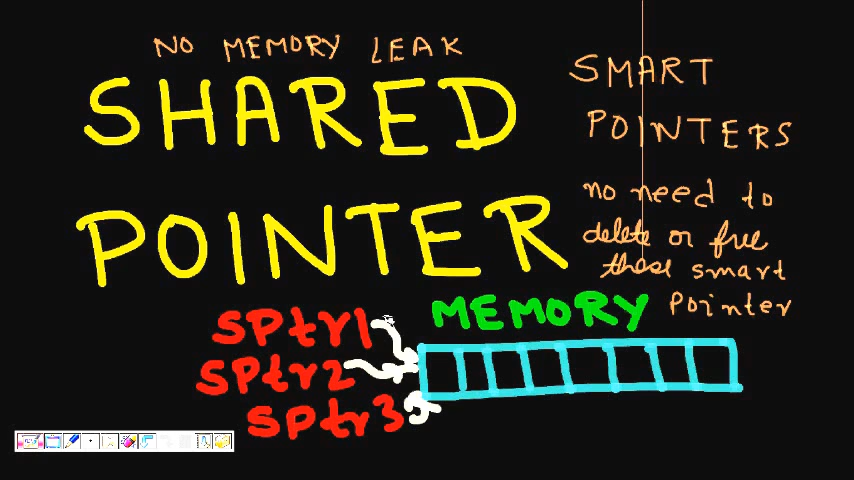 NO MEMORY LEAK
SHARED
POINTER
SMART
POINTERS
no need to
delete or free
these smart
pointer
MEMORY
SPtr1
SPtr2
SPtr3